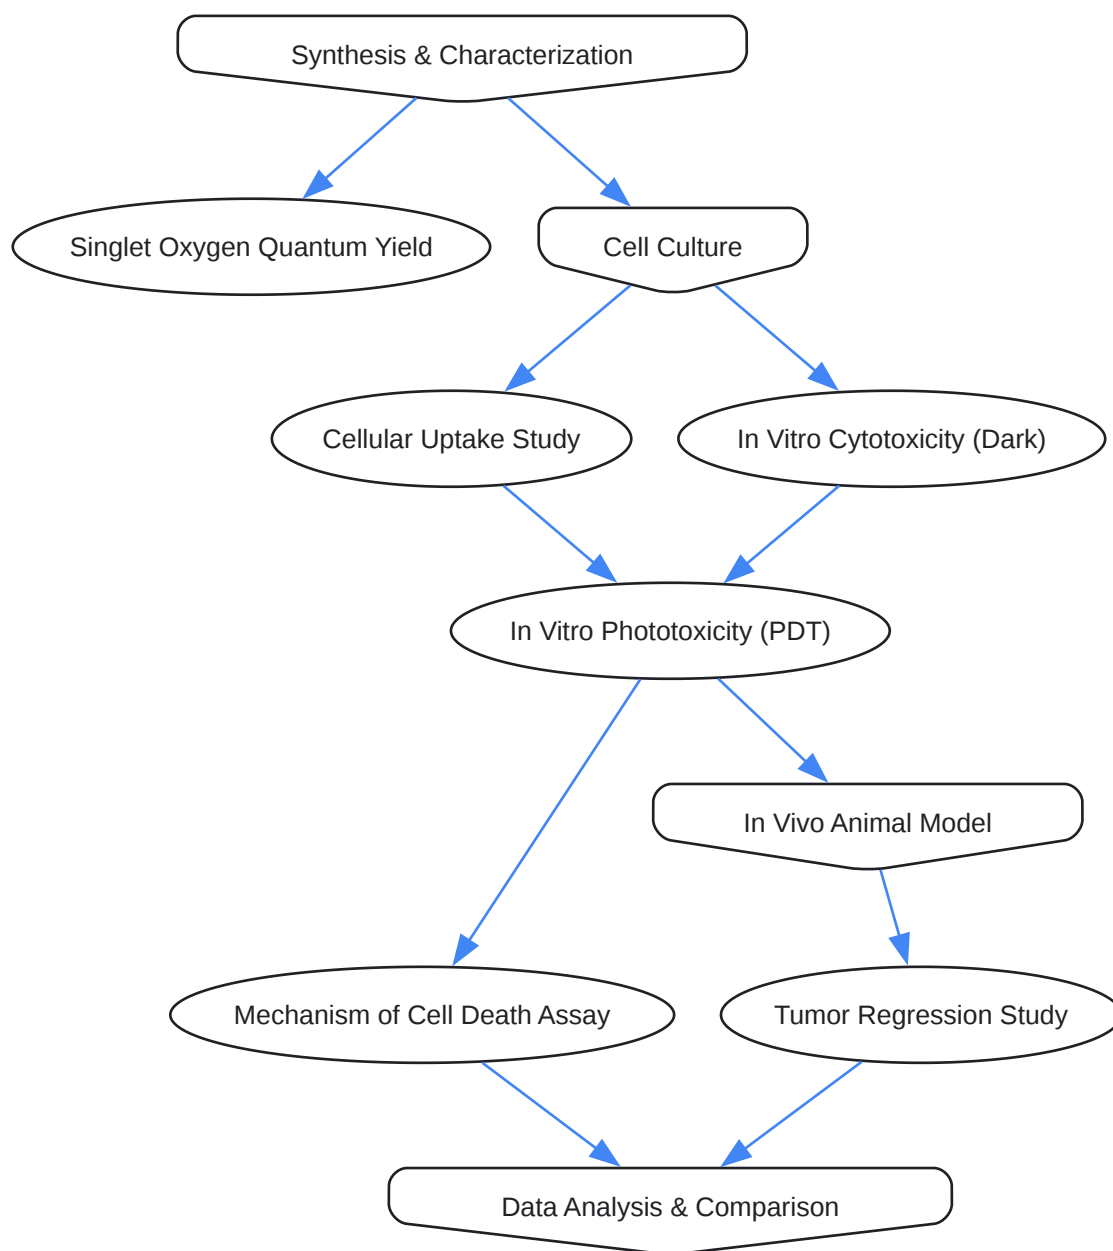 Synthesis & Characterization
Singlet Oxygen Quantum Yield
Cell Culture
Cellular Uptake Study
In Vitro Cytotoxicity (Dark)
In Vitro Phototoxicity (PDT)
In Vivo Animal Model
Mechanism of Cell Death Assay
Tumor Regression Study
Data Analysis & Comparison